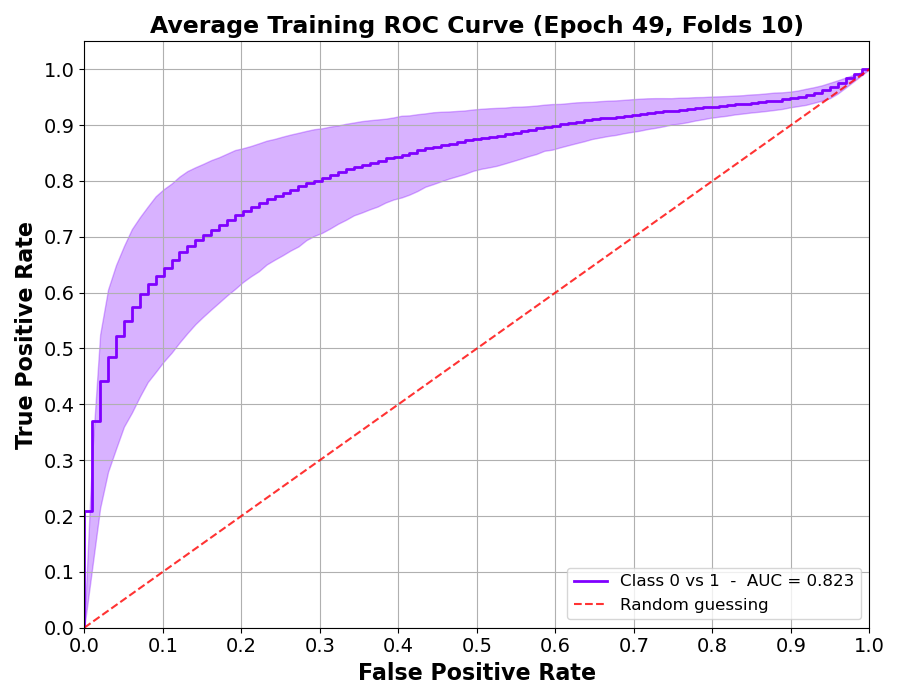 Average Training ROC Curve (Epoch 49, Folds 10)
True Positive Rate
1.0
0.9
0.8
0.7
0.6
0.5
0.4
0.3
0.2
0.1
0.0
0.0 0.1 0.2 0.3 0.4 0.5 0.6 0.7 0.8 0.9 1.0
False Positive Rate
Class 0 vs 1 - AUC = 0.823
Random guessing